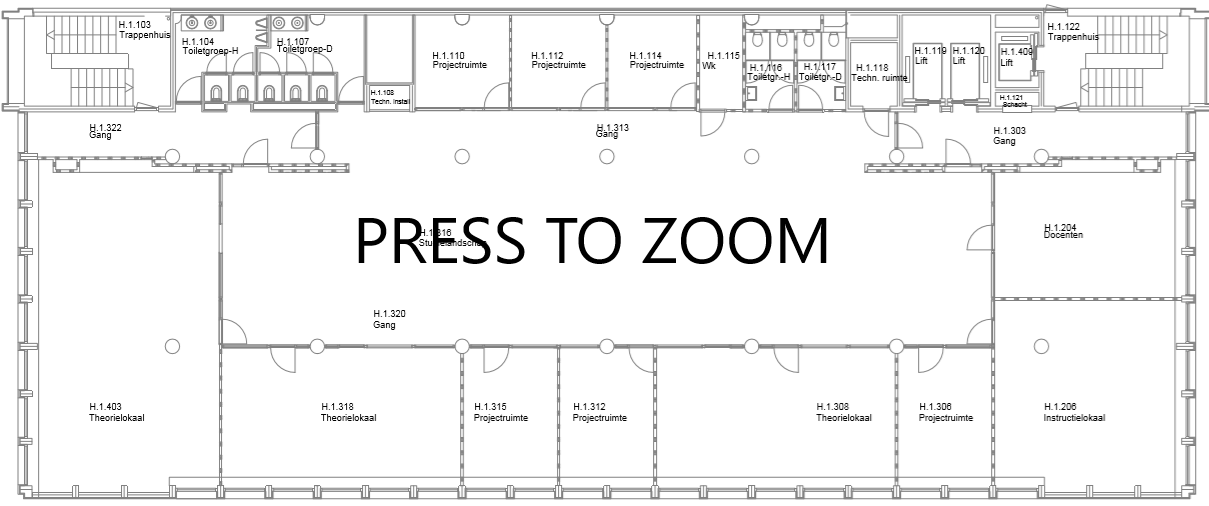 H.1.103
Trappenhuis
H.1.104
Toiletgroep-H
H.1.107
Toiletgroep-D
H.1.108
Techn. install
H.1.110
Projectruimte
H.1.112
Projectruimte
H.1.114
Projectruimte
H.1.115
Wk
H.1.116
Toiletgr.-H
H.1.117
Toiletgr.-D
H.1.118
Techn. ruimte
H.1.119
Lift
H.1.120
Lift
H.1.409
Lift
H.1.121
Schacht
H.1.122
Trappenhuis
H.1.322
Gang
H.1.313
Gang
H.1.303
Gang
PRESS TO ZOOM
H.1.316
H.1.204
Docenten
H.1.320
Gang
H.1.403
Theorielokaal
H.1.318
Theorielokaal
H.1.315
Projectruimte
H.1.312
Projectruimte
H.1.308
Theorielokaal
H.1.306
Projectruimte
H.1.206
Instructielokaal